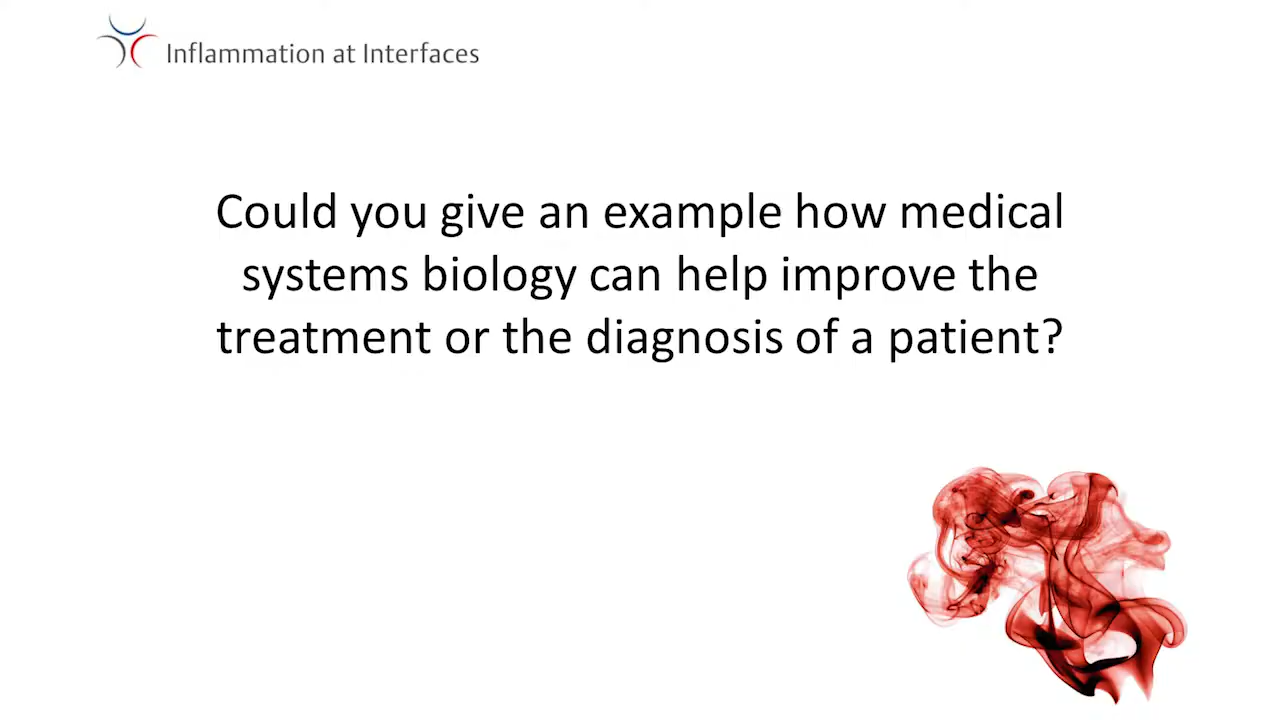 Inflammation at Interfaces
Could you give an example how medical
systems biology can help improve the
treatment or the diagnosis of a patient?